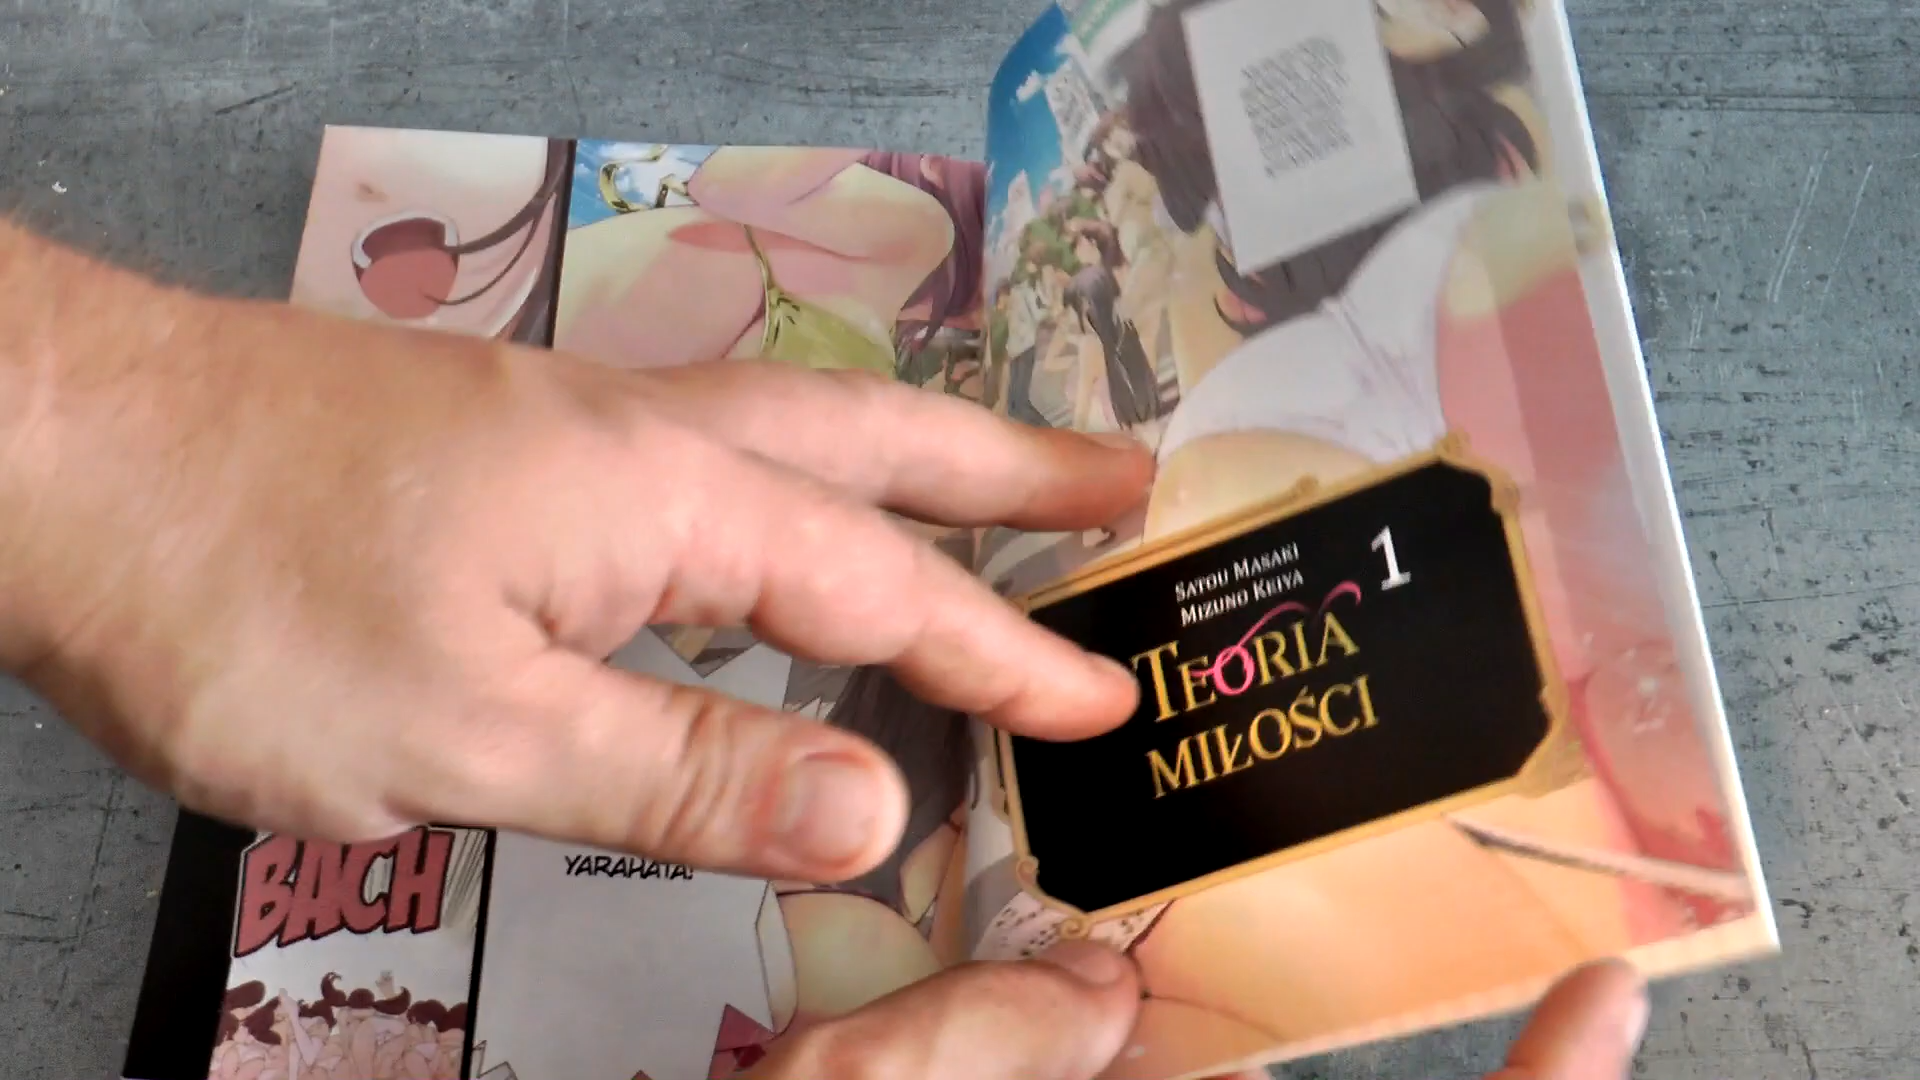 SATOU MASAKI
MIZUNO KEIYA
1
TEORIA
MIŁOŚCI
YARAHATA!
BACH